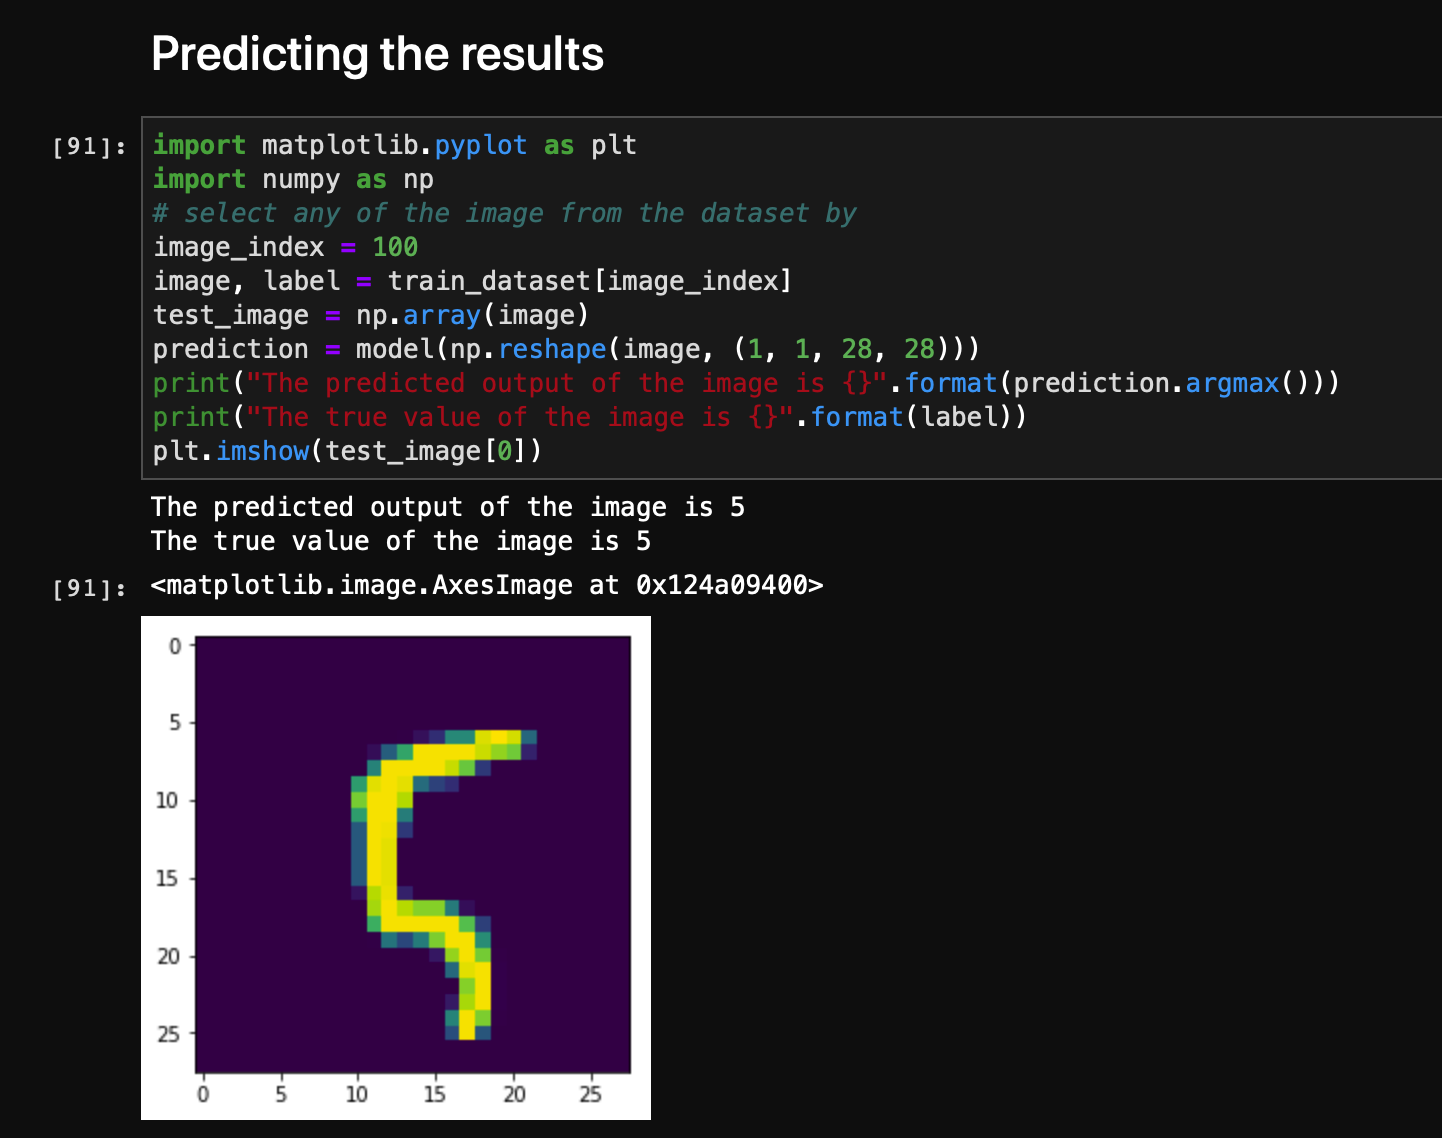 Predicting the results
[91]:
import matplotlib.pyplot as plt
import numpy as np
# select any of the image from the dataset by
image_index = 100
image, label = train_dataset[image_index]
test_image = np.array(image)
prediction = model(np.reshape(image, (1, 1, 28, 28)))
print("The predicted output of the image is {}".format(prediction.argmax()))
print("The true value of the image is {}".format(label))
plt.imshow(test_image[0])
The predicted output of the image is 5
The true value of the image is 5
[91]: <matplotlib.image.AxesImage at 0x124a09400>
0
5
10
15
20
25
0 5 10 15 20 25